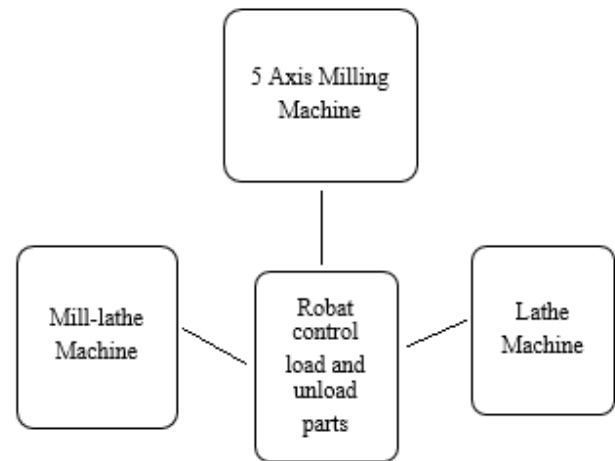 5 Axis Milling
Machine
Mill-lathe
Machine
Robat
control
load and
unload
parts
Lathe
Machine